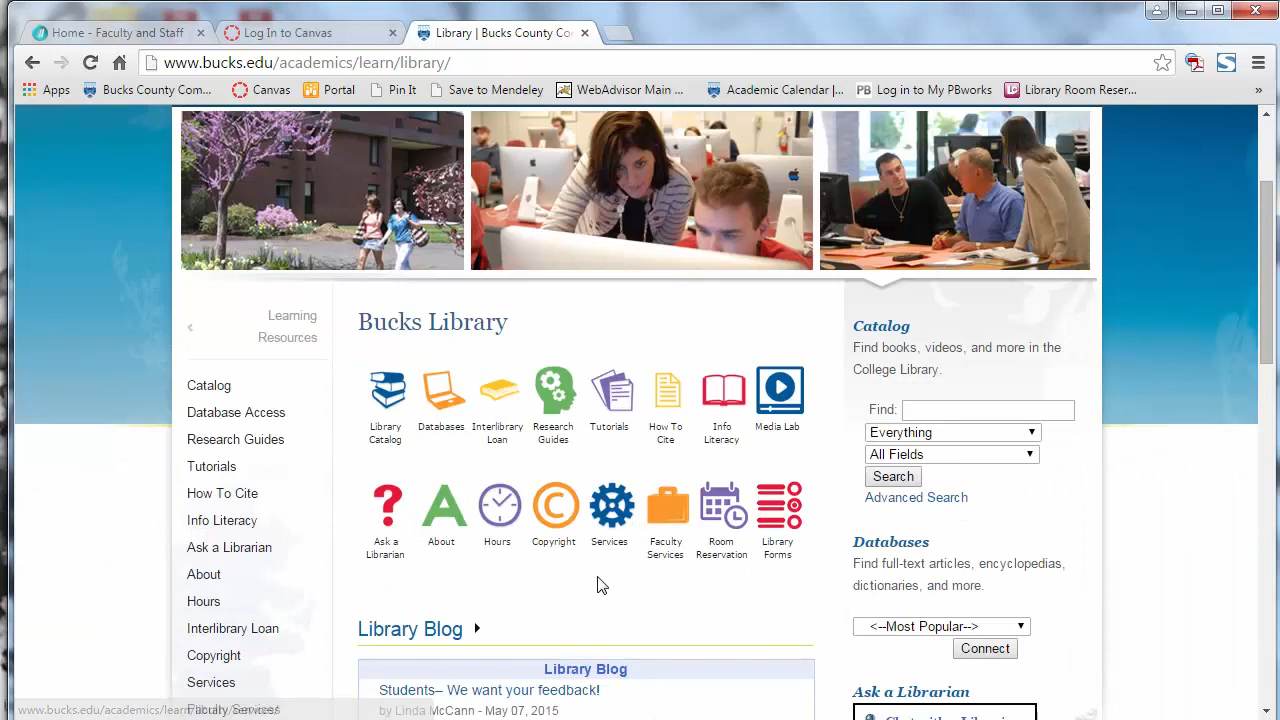 Home - Faculty and Staff
Log In to Canvas
Library | Bucks County Co
www.bucks.edu/academics/learn/library/
Apps
Bucks County Com...
Canvas
Portal
Pin It
Save to Mendeley
WebAdvisor Main ...
Academic Calendar |...
PB
Log in to My PBworks
Library Room Reser...
»
Learning
Resources
Catalog
Database Access
Research Guides
Tutorials
How To Cite
Info Literacy
Ask a Librarian
About
Hours
Interlibrary Loan
Copyright
Services
Faculty Services
www.bucks.edu/academics/learn/library/
Bucks Library
Library
Catalog
Databases
Interlibrary
Loan
Research
Guides
Tutorials
How To
Cite
Info
Literacy
Media Lab
Ask a
Librarian
About
Hours
Copyright
Services
Faculty
Services
Room
Reservation
Library
Forms
Library Blog
Library Blog
Students– We want your feedback!
by Linda McCann - May 07, 2015
Catalog
Find books, videos, and more in the
College Library.
Find:
Everything
All Fields
Search
Advanced Search
Databases
Find full-text articles, encyclopedias,
dictionaries, and more.
<--Most Popular-->
Connect
Ask a Librarian